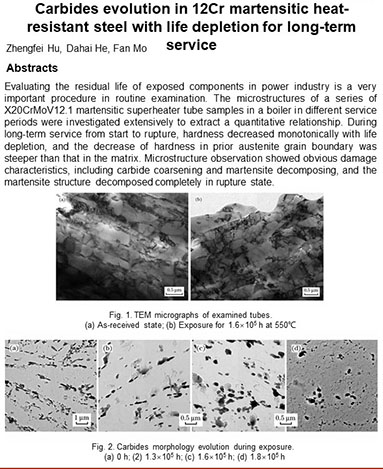 Carbides evolution in 12Cr martensitic heat-
resistant steel with life depletion for long-term
service
Zhengfei Hu, Dahai He, Fan Mo
Abstracts
Evaluating the residual life of exposed components in power industry is a very
important procedure in routine examination. The microstructures of a series of
X20CrMoV12.1 martensitic superheater tube samples in a boiler in different service
periods were investigated extensively to extract a quantitative relationship. During
long-term service from start to rupture, hardness decreased monotonically with life
depletion, and the decrease of hardness in prior austenite grain boundary was
steeper than that in the matrix. Microstructure observation showed obvious damage
characteristics, including carbide coarsening and martensite decomposing, and the
martensite structure decomposed completely in rupture state.
(a) (b)
0.5 μm 0.5 μm
Fig. 1. TEM micrographs of examined tubes.
(a) As-received state; (b) Exposure for 1.6×10⁵ h at 550℃
(a) (b) (c) (d)
1 μm 0.5 μm 0.5 μm 0.5 μm
Fig. 2. Carbides morphology evolution during exposure.
(a) 0 h; (2) 1.3×10⁵ h; (c) 1.6×10⁵ h; (d) 1.8×10⁵ h